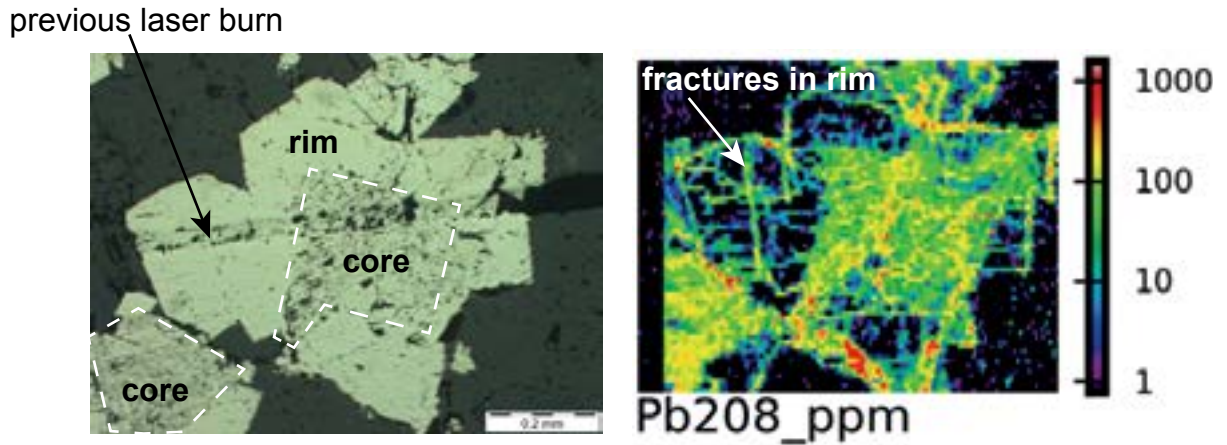 previous laser burn
rim
core
core
0.2 mm
fractures in rim
1000
100
10
1
Pb208_ppm